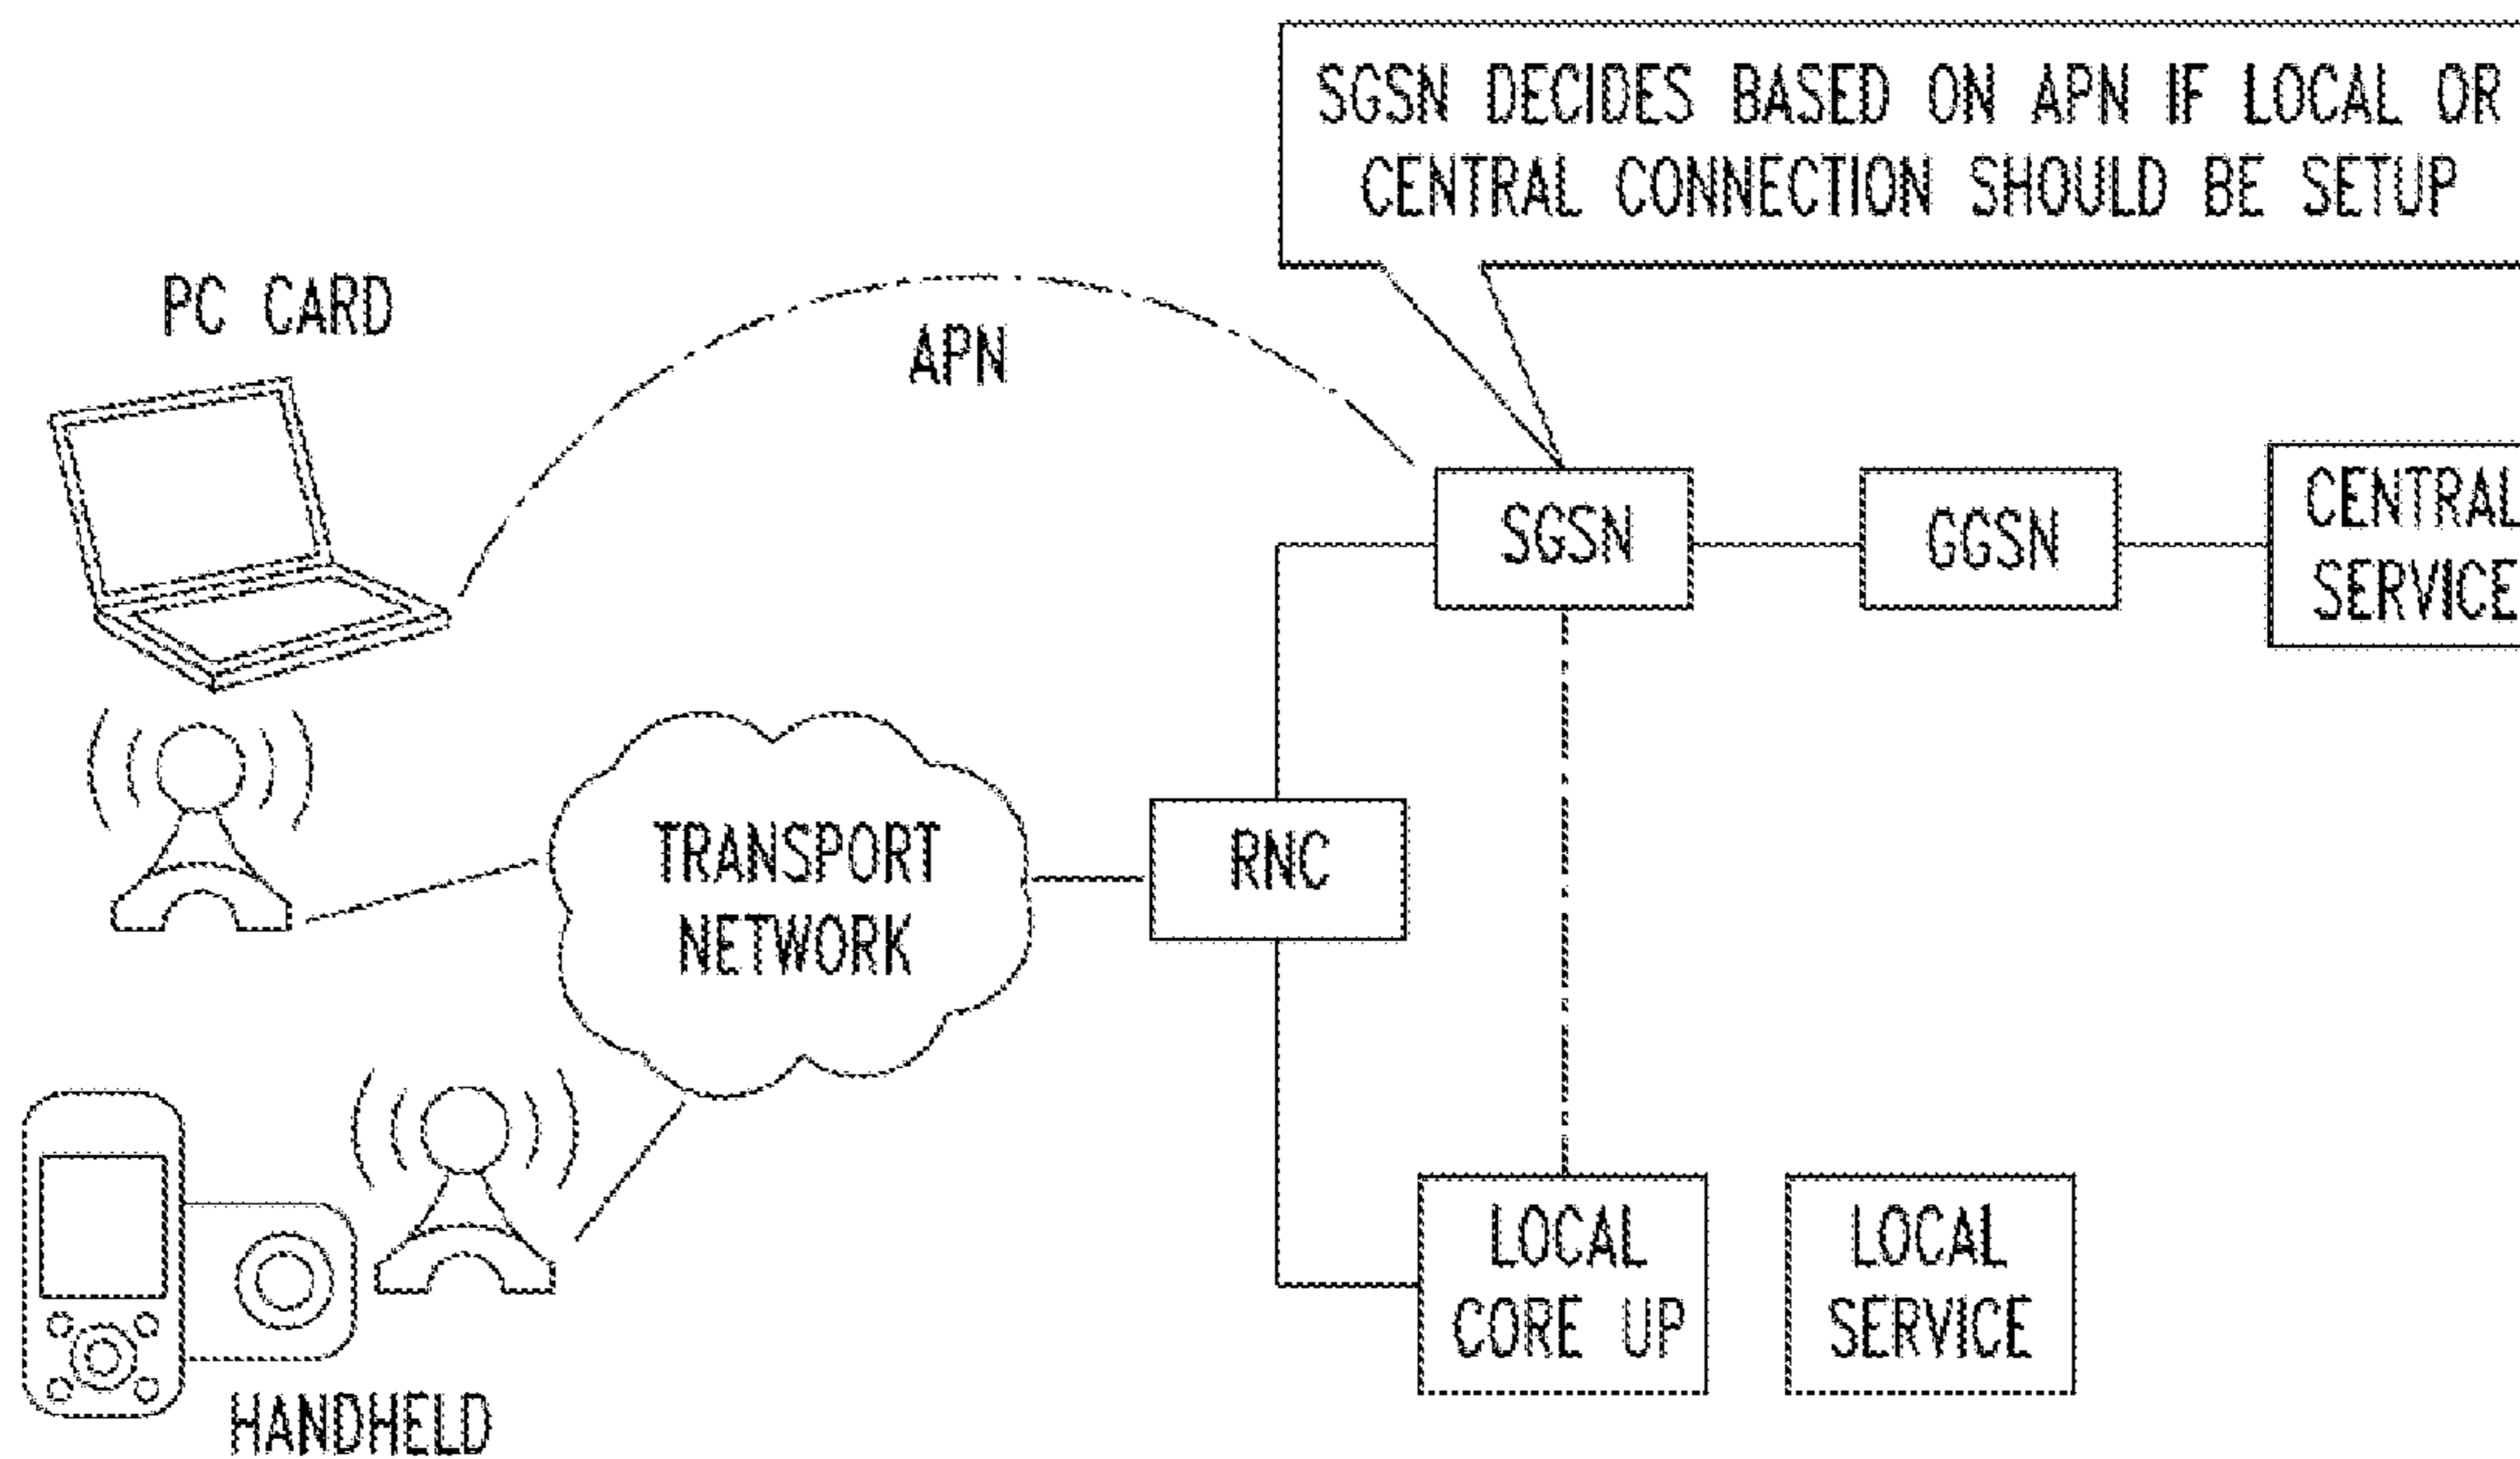 SGSN DECIDES BASED ON APN IF LOCAL OR
CENTRAL CONNECTION SHOULD BE SETUP
PC CARD
APN
SGSN
GGSN
CENTRAL
SERVICE
TRANSPORT
NETWORK
RNC
LOCAL
CORE UP
LOCAL
SERVICE
HANDHELD